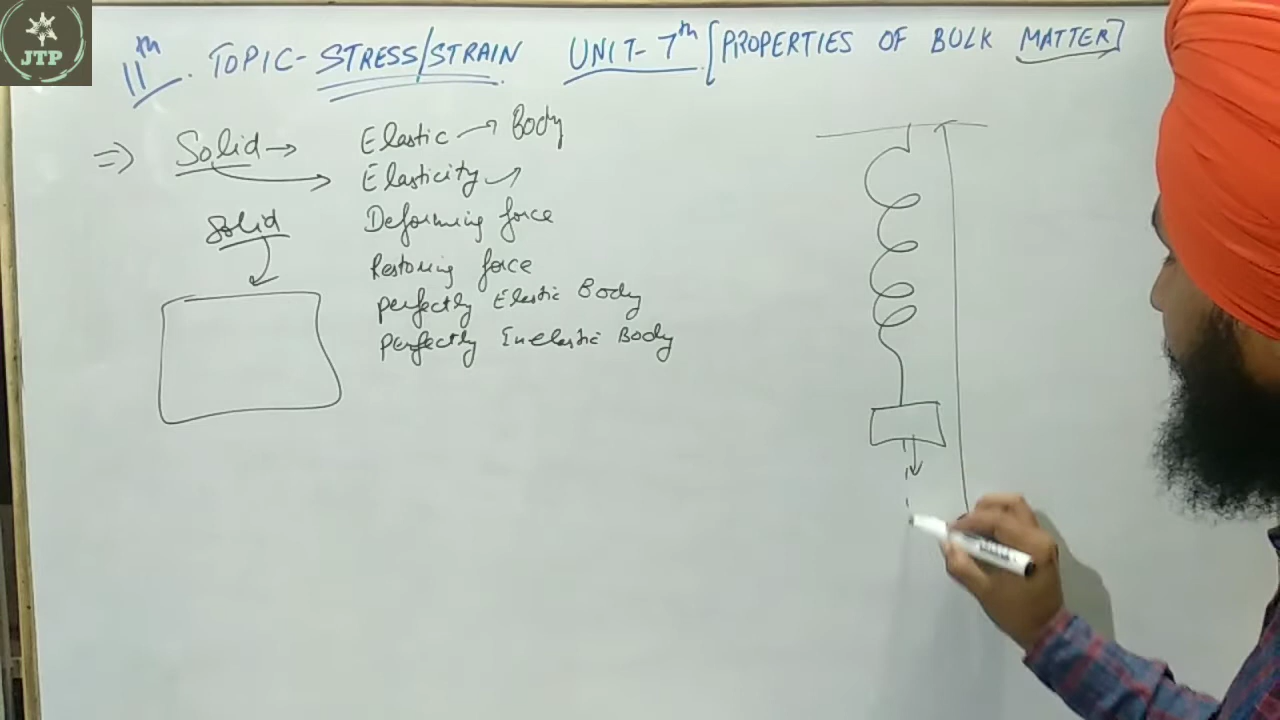 JTP
11th. TOPIC- STRESS/STRAIN UNIT- 7th [PROPERTIES OF BULK MATTER]
⇒ Solid → Elastic → Body
Elasticity
Solid
Deforming force
Restoring force
perfectly Elastic Body
perfectly Inelastic Body